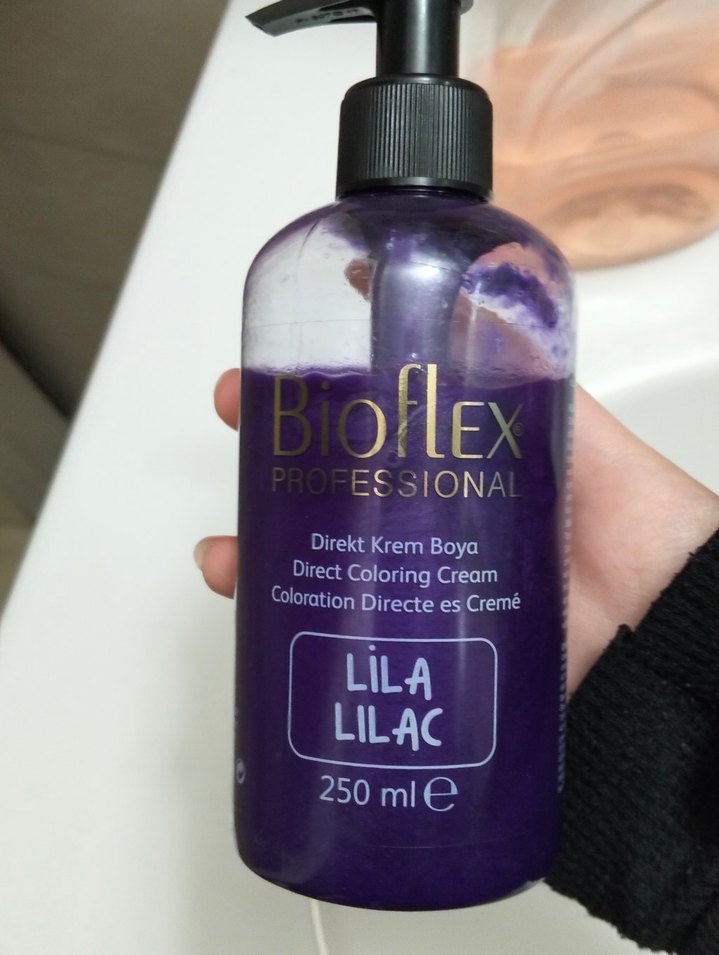 Bioflex®
PROFESSIONAL
Direkt Krem Boya
Direct Coloring Cream
Coloration Directe es Cremé
LİLA
LILAC
250 ml ℮